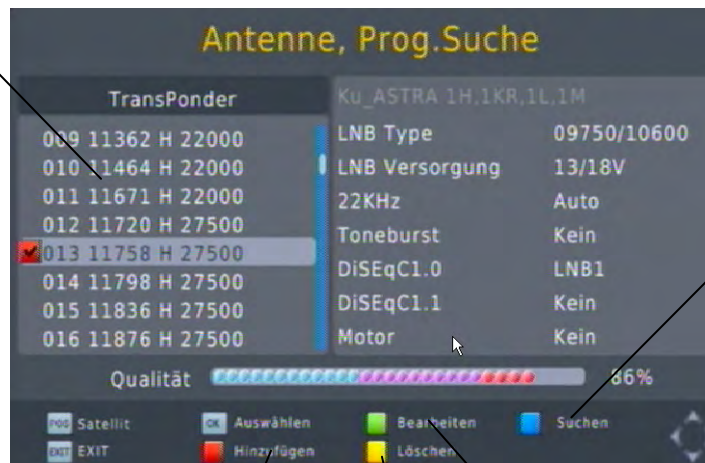 Antenne, Prog.Suche
TransPonder
009 11362 H 22000
010 11464 H 22000
011 11671 H 22000
012 11720 H 27500
013 11758 H 27500
014 11798 H 27500
015 11836 H 27500
016 11876 H 27500
Ku_ASTRA 1H,1KR,1L,1M
LNB Type 09750/10600
LNB Versorgung 13/18V
22KHz Auto
Toneburst Kein
DiSEqC1.0 LNB1
DiSEqC1.1 Kein
Motor Kein
Qualität 86%
POS Satellit OK Auswählen Bearbeiten Suchen
EXIT EXIT Hinzufügen Löschen